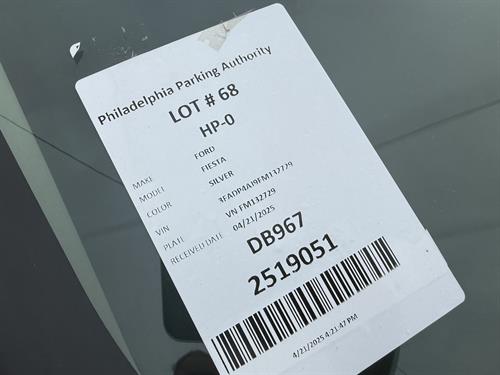 Philadelphia Parking Authority
LOT # 68
HP-0
MAKE FORD
MODEL FIESTA
COLOR SILVER
VIN 3FADP4AJ9FM132729
PLATE VN FM132729
RECEIVED DATE 04/21/2025
DB967
2519051
4/21/2025 4:21:47 PM